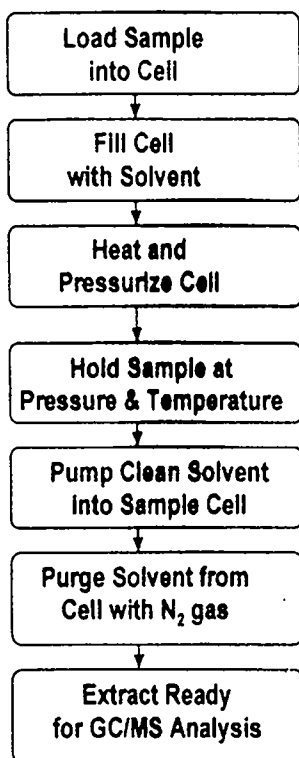 Load Sample
into Cell
Fill Cell
with Solvent
Heat and
Pressurize Cell
Hold Sample at
Pressure & Temperature
Pump Clean Solvent
into Sample Cell
Purge Solvent from
Cell with N₂ gas
Extract Ready
for GC/MS Analysis